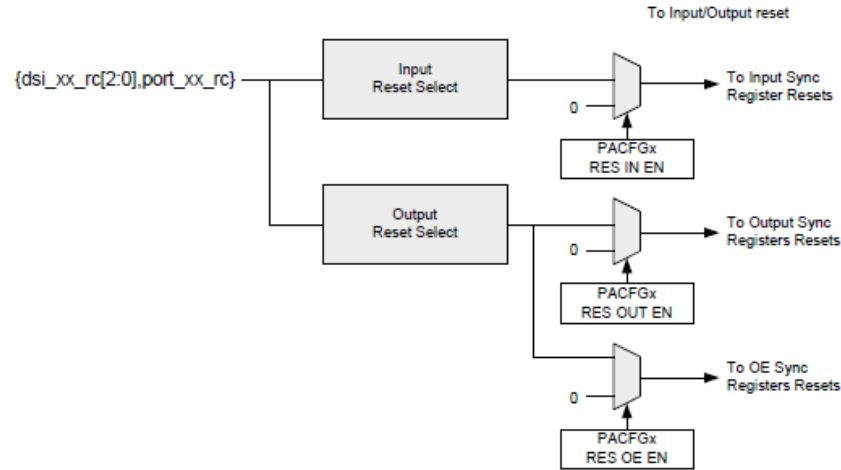 To Input/Output reset
{dsi_xx_rc[2:0],port_xx_rc}
Input
Reset Select
0
PACFGx
RES IN EN
To Input Sync
Register Resets
Output
Reset Select
0
PACFGx
RES OUT EN
To Output Sync
Registers Resets
0
PACFGx
RES OE EN
To OE Sync
Registers Resets